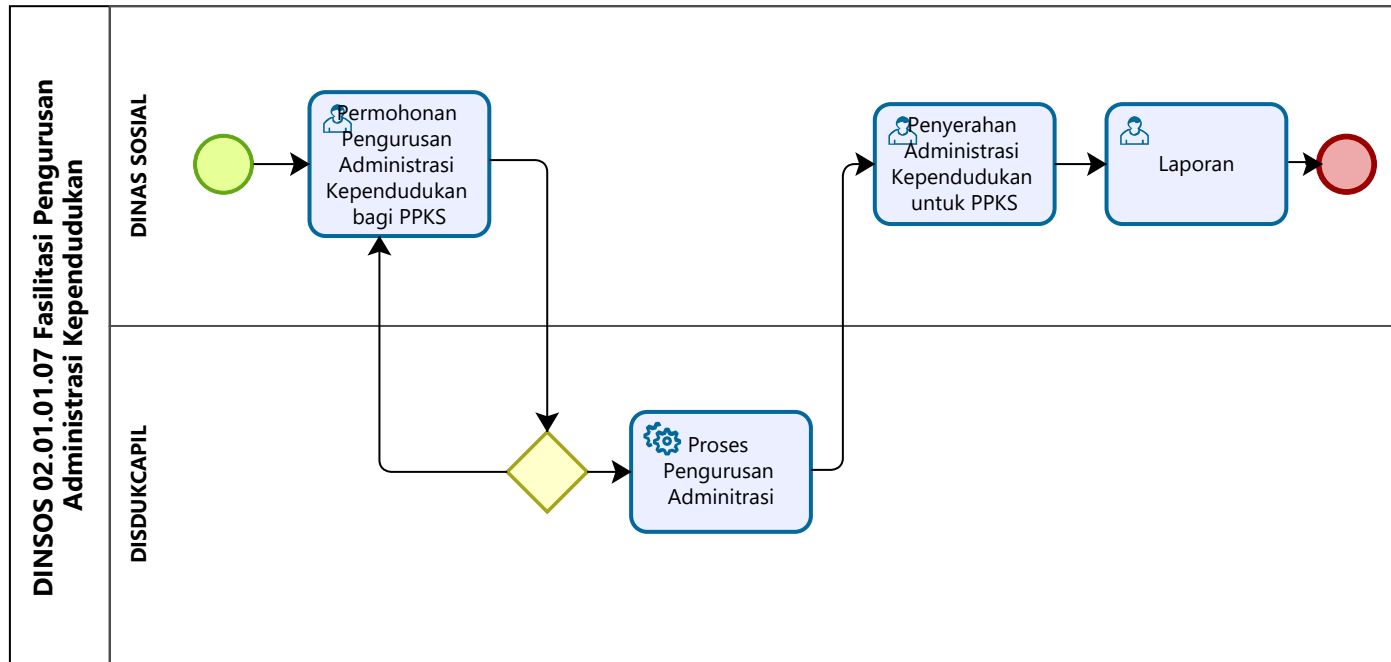 DINSOS 02.01.01.07 Fasilitasi Pengurusan
Administrasi Kependudukan
DINAS SOSIAL
Permohonan
Pengurusan
Administrasi
Kependudukan
bagi PPKS
Penyerahan
Administrasi
Kependudukan
untuk PPKS
Laporan
DISDUKCAPIL
Proses
Pengurusan
Adminitrasi